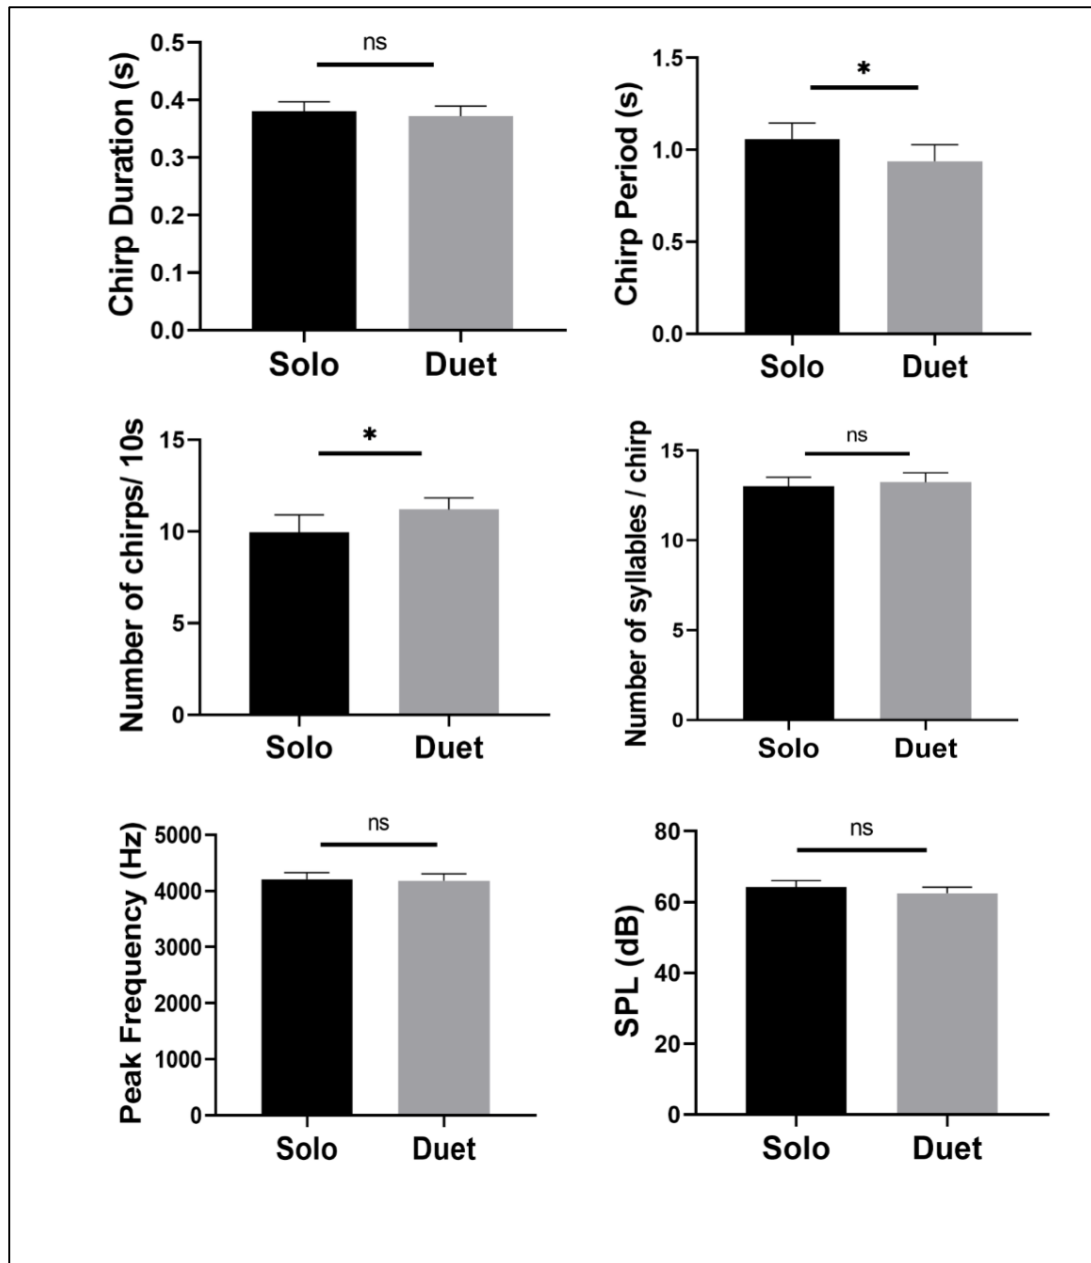 Chirp Duration (s)
0.5
0.4
0.3
0.2
0.1
0.0
ns
Solo Duet
Chirp Period (s)
1.5
1.0
0.5
0.0
*
Solo Duet
Number of chirps/ 10s
15
10
5
0
*
Solo Duet
Number of syllables / chirp
15
10
5
0
ns
Solo Duet
Peak Frequency (Hz)
5000
4000
3000
2000
1000
0
ns
Solo Duet
SPL (dB)
80
60
40
20
0
ns
Solo Duet